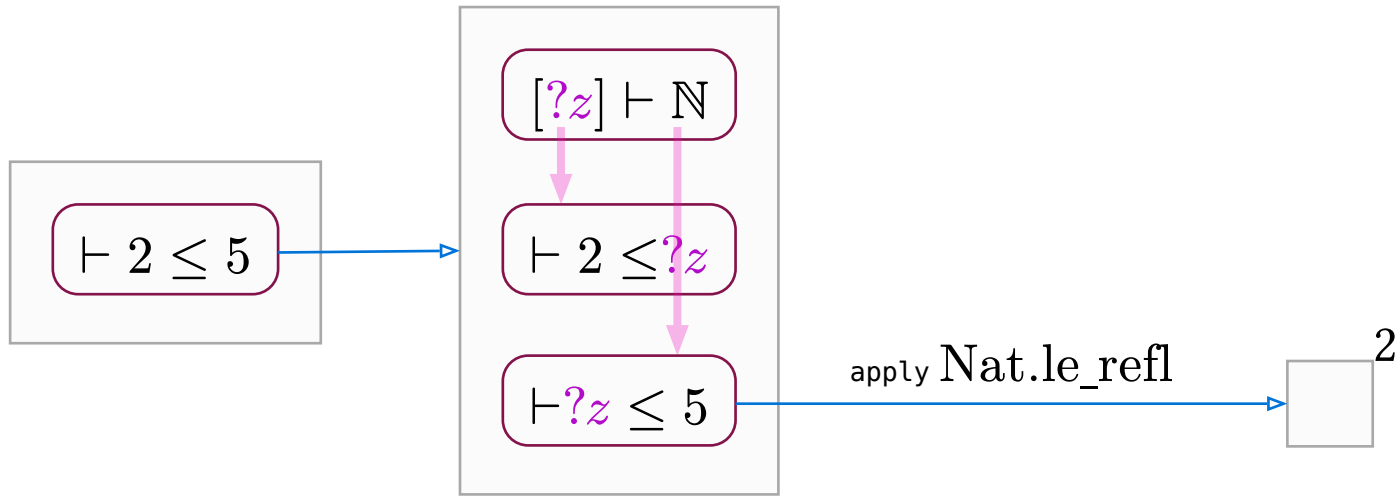 [?z] ⊢ ℕ
⊢ 2 ≤ 5
⊢ 2 ≤?z
⊢?z ≤ 5
apply Nat.le_refl
2